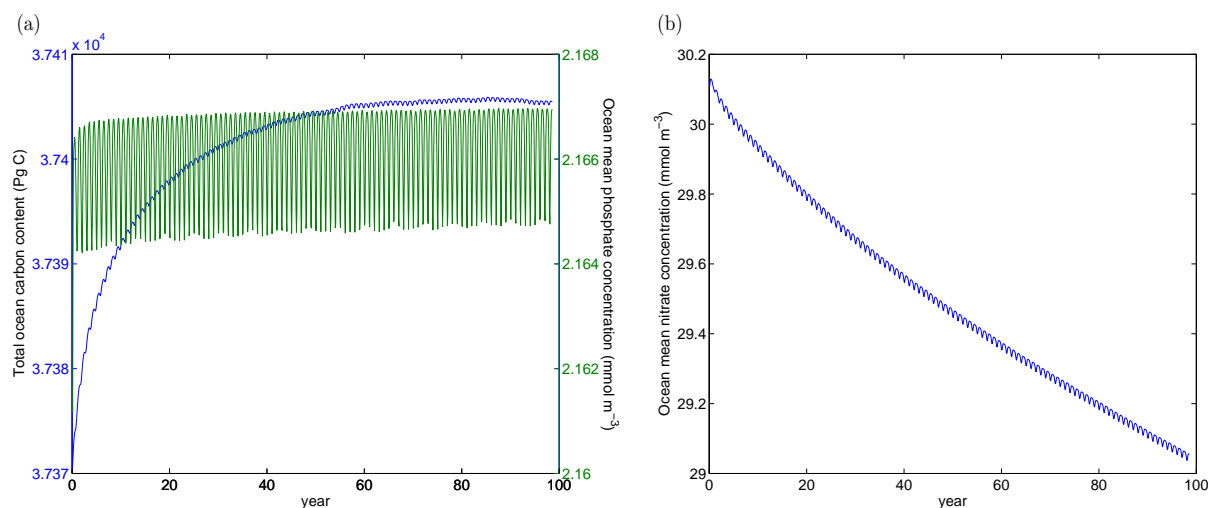 (a)
x 10⁴
3.741
3.74
3.739
3.738
3.737
Total ocean carbon content (Pg C)
0 20 40 60 80 100
year
2.168
2.166
2.164
2.162
2.16
Ocean mean phosphate concentration (mmol m⁻³)
(b)
30.2
30
29.8
29.6
29.4
29.2
29
Ocean mean nitrate concentration (mmol m⁻³)
0 20 40 60 80 100
year